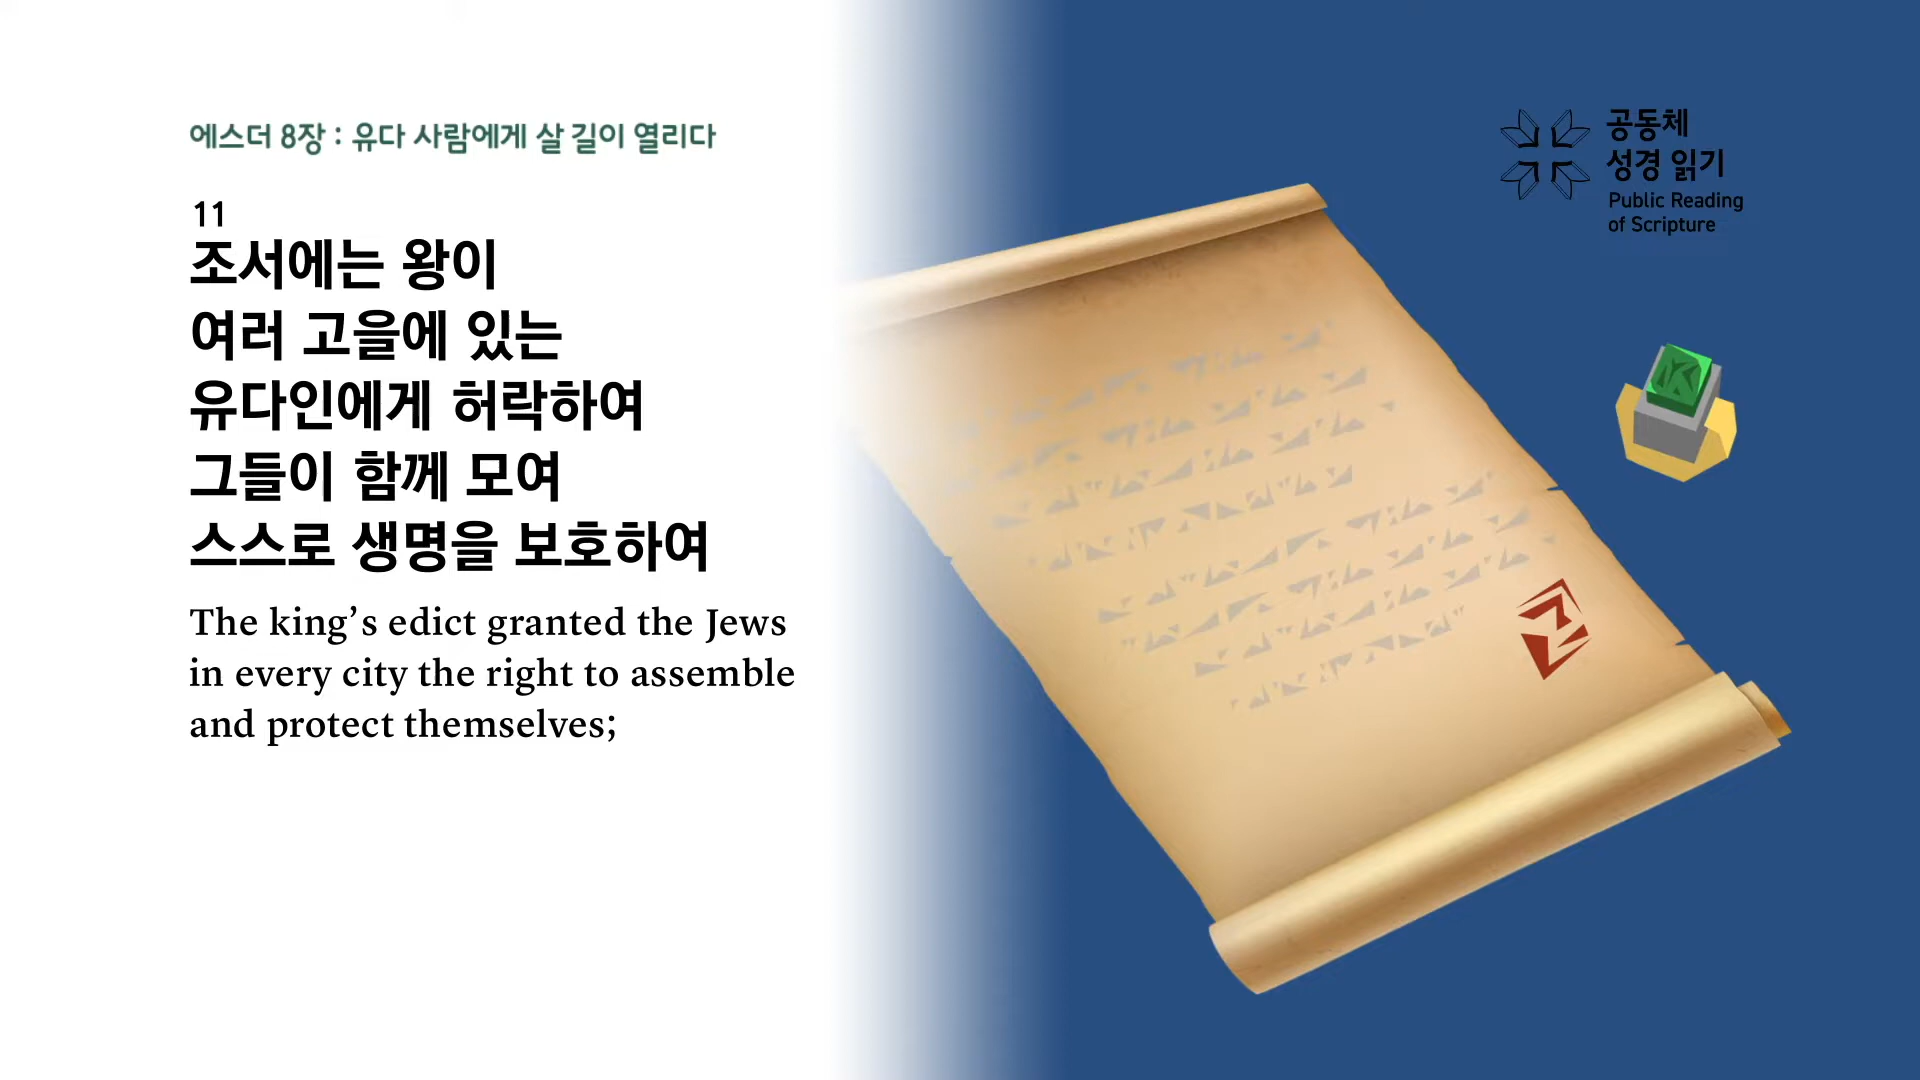 에스더 8장 : 유다 사람에게 살 길이 열리다
11
조서에는 왕이
여러 고을에 있는
유다인에게 허락하여
그들이 함께 모여
스스로 생명을 보호하여
The king’s edict granted the Jews
in every city the right to assemble
and protect themselves;
공동체
성경 읽기
Public Reading
of Scripture